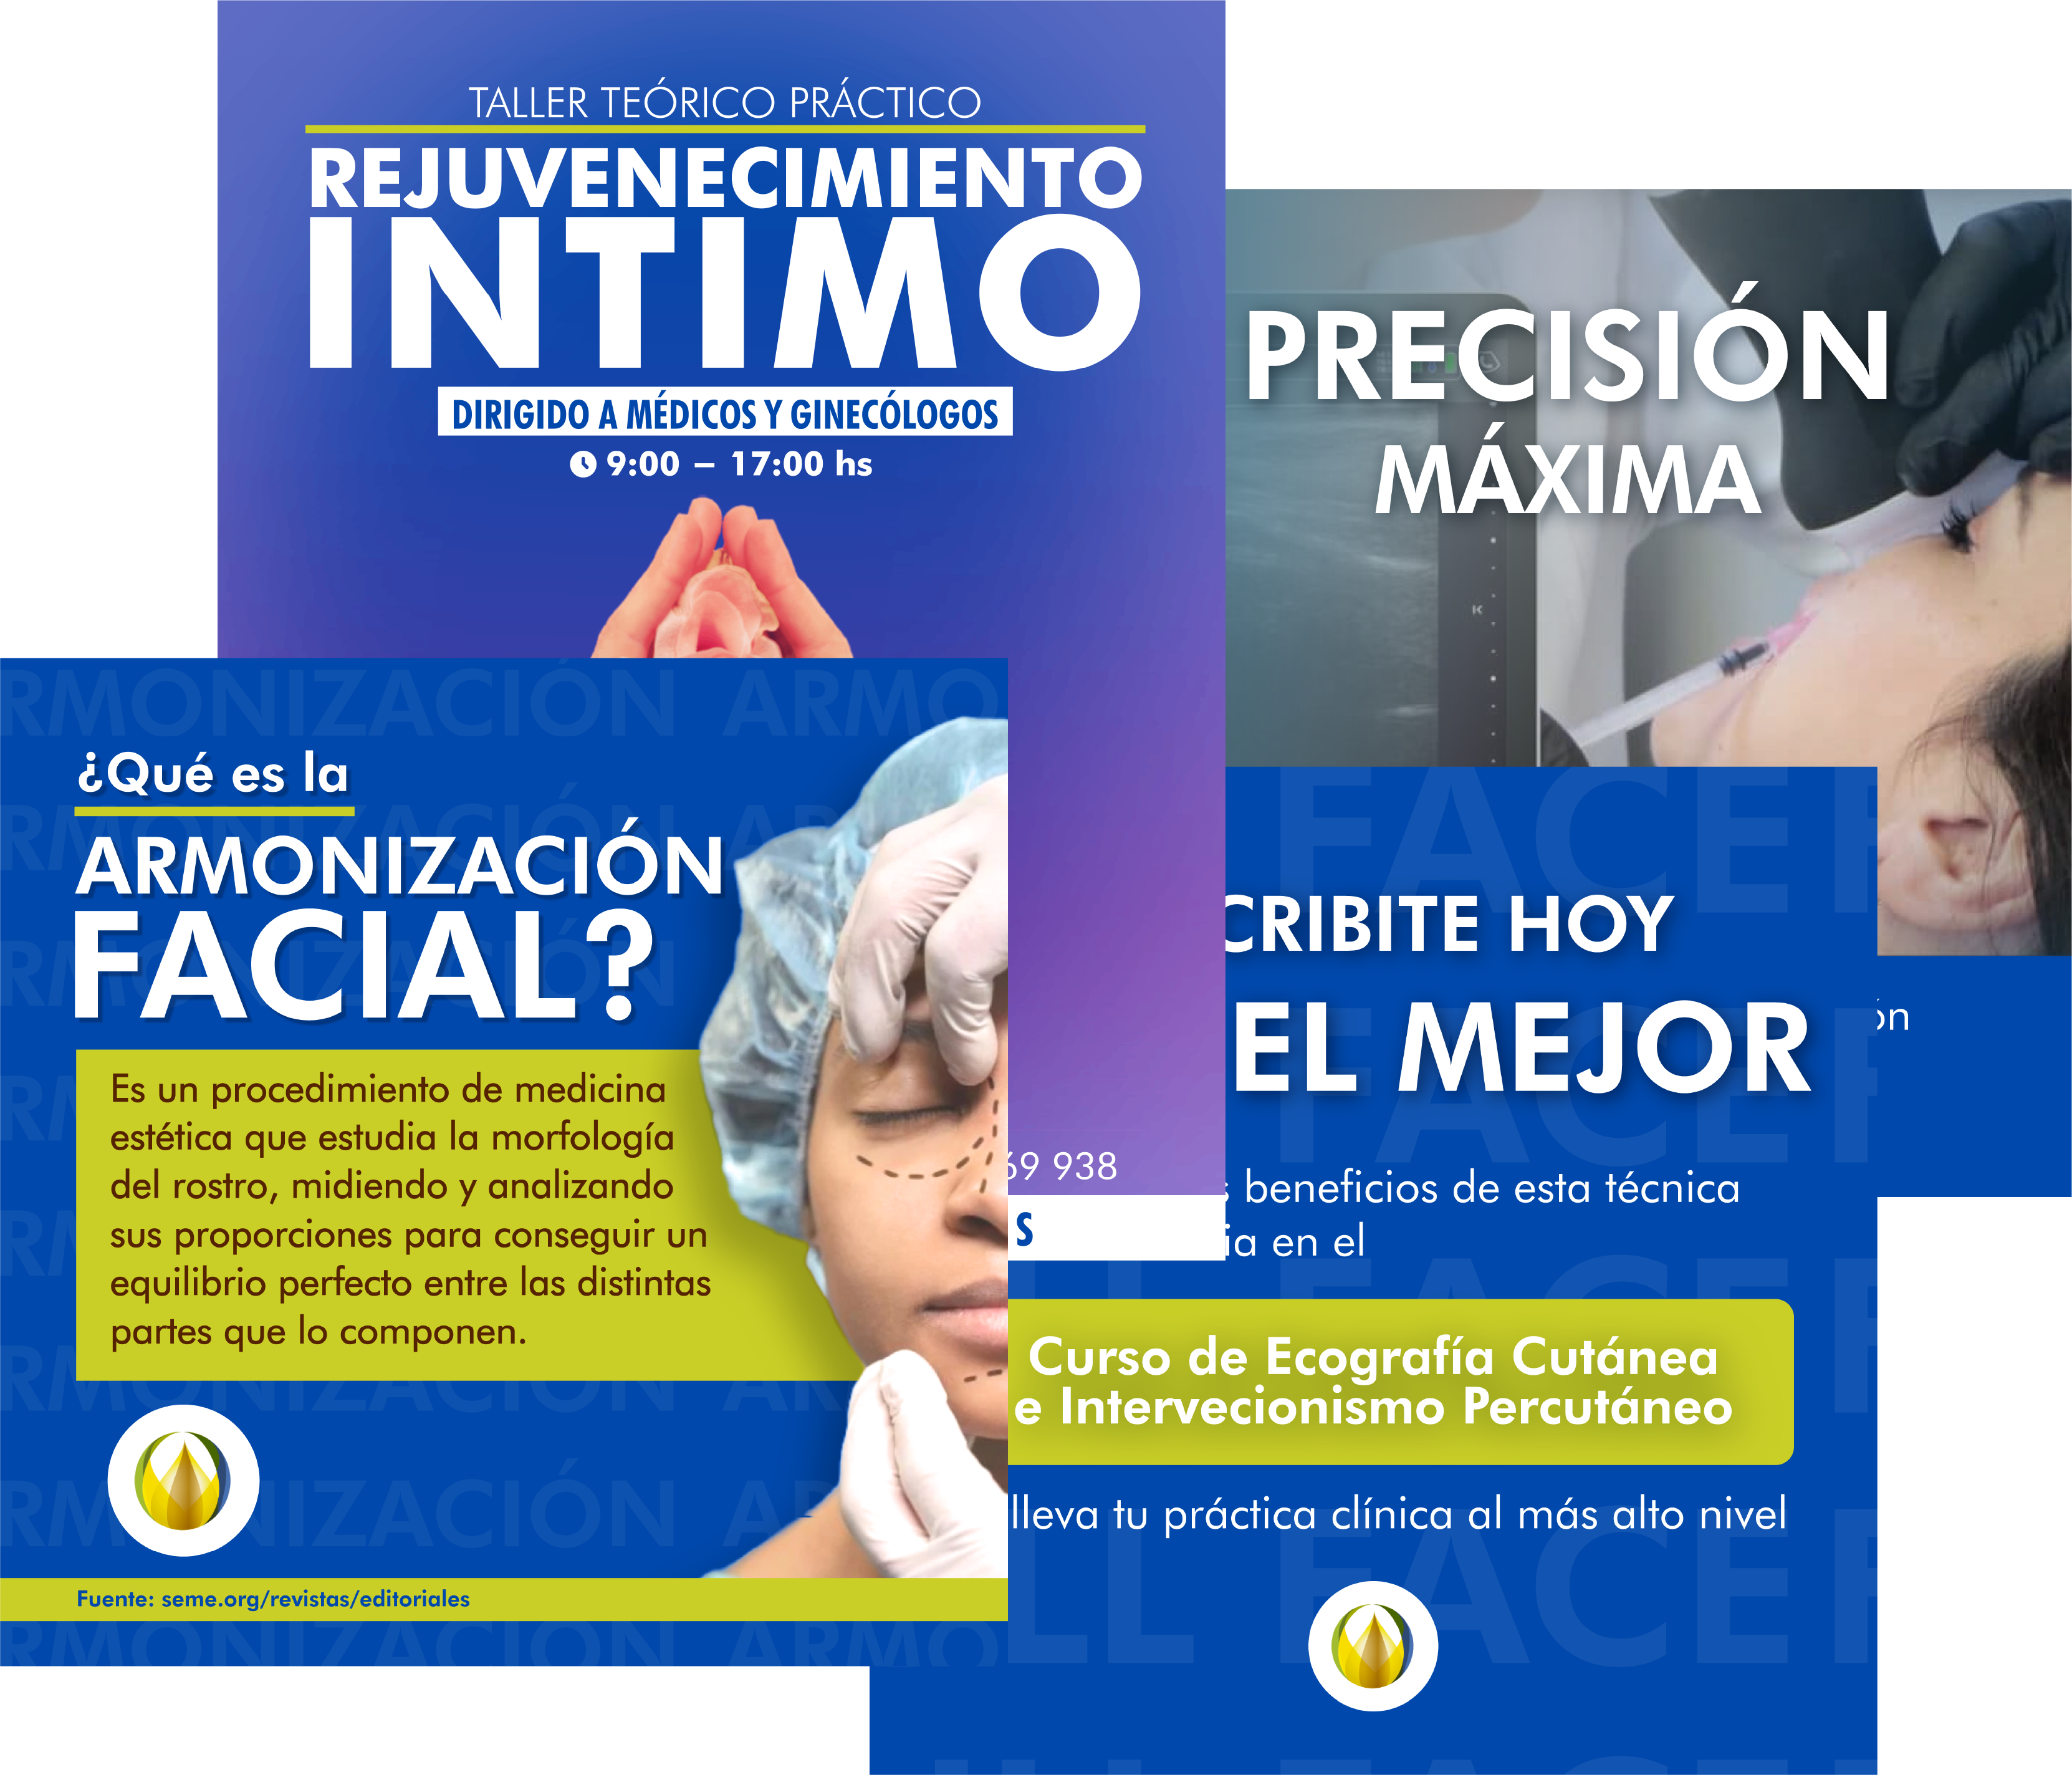 TALLER TEÓRICO PRÁCTICO
REJUVENECIMIENTO
INTIMO
DIRIGIDO A MÉDICOS Y GINECÓLOGOS
9:00 – 17:00 hs
69 938
S
PRECISIÓN
MÁXIMA
ón
¿Qué es la
ARMONIZACIÓN
FACIAL?
Es un procedimiento de medicina
estética que estudia la morfología
del rostro, midiendo y analizando
sus proporciones para conseguir un
equilibrio perfecto entre las distintas
partes que lo componen.
Fuente: seme.org/revistas/editoriales
CRIBITE HOY
EL MEJOR
s beneficios de esta técnica
ia en el
Curso de Ecografía Cutánea
e Intervecionismo Percutáneo
lleva tu práctica clínica al más alto nivel